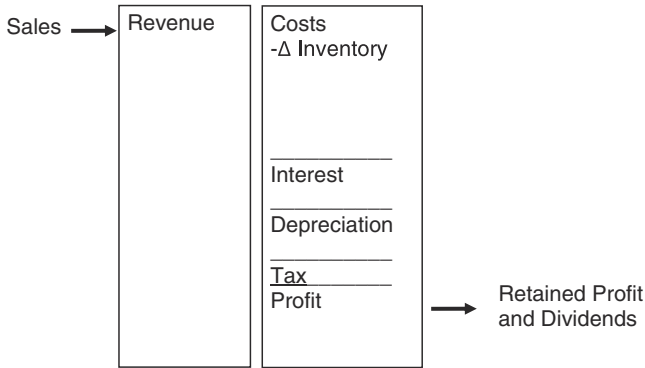 Sales
Revenue
Costs
-Δ Inventory
Interest
Depreciation
Tax
Profit
Retained Profit
and Dividends